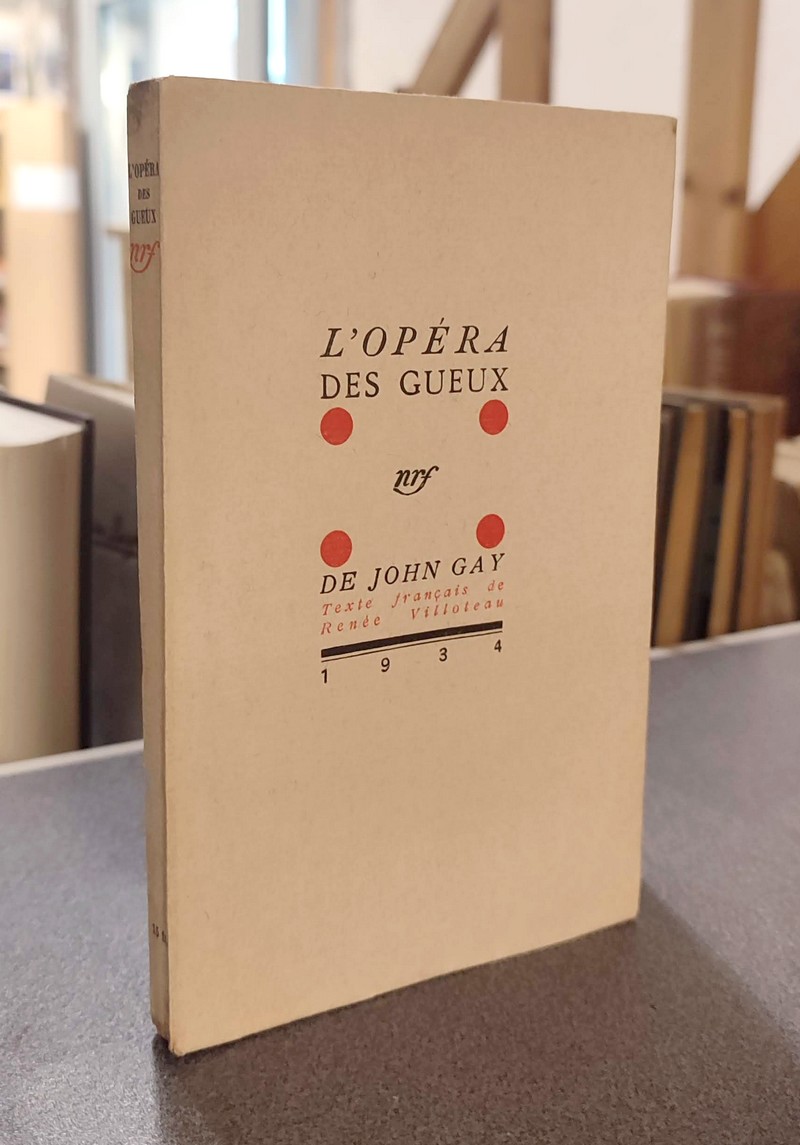 L'OPÉRA
DES
GUEUX
nrf
L'OPÉRA
DES GUEUX
nrf
DE JOHN GAY
Texte français de
Renée Villoteau
1 9 3 4